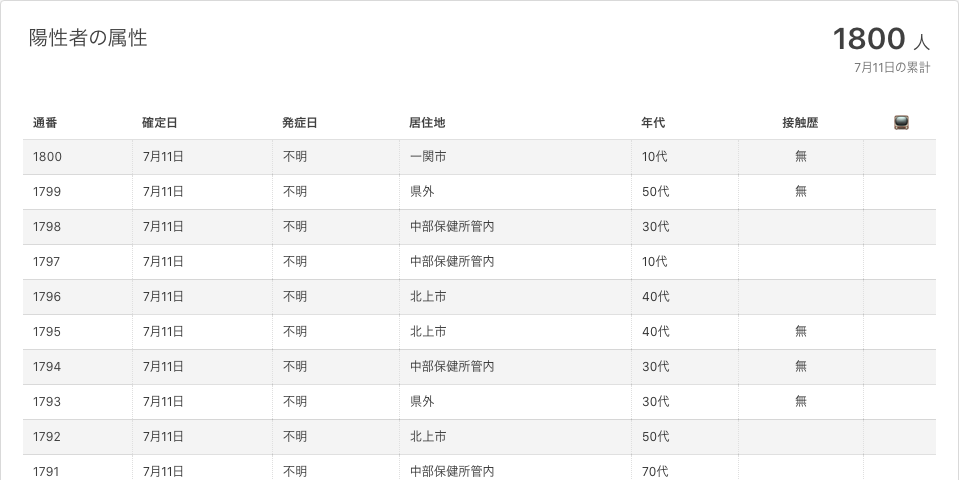 陽性者の属性
1800 人
7月11日の累計
通番 確定日 発症日 居住地 年代 接触歴
1800 7月11日 不明 一関市 10代 無
1799 7月11日 不明 県外 50代 無
1798 7月11日 不明 中部保健所管内 30代
1797 7月11日 不明 中部保健所管内 10代
1796 7月11日 不明 北上市 40代
1795 7月11日 不明 北上市 40代 無
1794 7月11日 不明 中部保健所管内 30代 無
1793 7月11日 不明 県外 30代 無
1792 7月11日 不明 北上市 50代
1791 7月11日 不明 中部保健所管内 70代